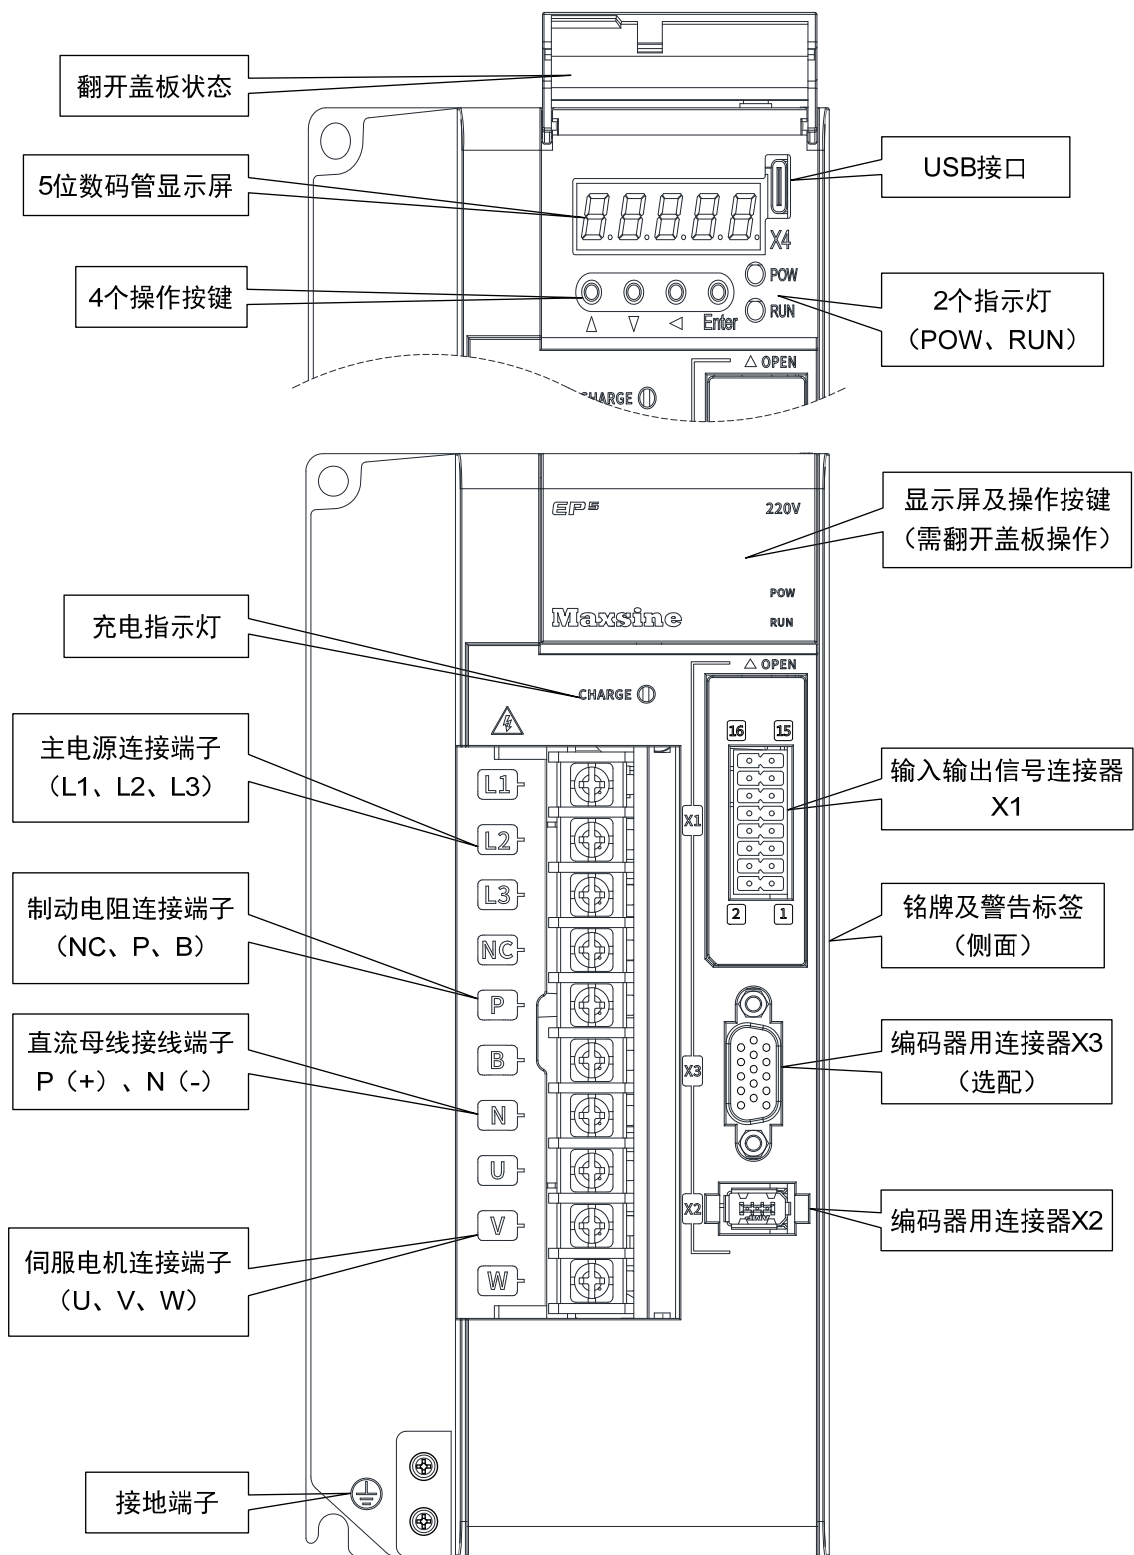 翻开盖板状态
5位数码管显示屏
USB接口
X4
POW
4个操作按键
2个指示灯
（POW、RUN）
RUN
Enter
OPEN
CHARGE
EP5
220V
显示屏及操作按键
（需翻开盖板操作）
POW
充电指示灯
Maxsine
RUN
OPEN
CHARGE
主电源连接端子
（L1、L2、L3）
16
15
L1
输入输出信号连接器
X1
X1
L2
L3
制动电阻连接端子
（NC、P、B）
2
1
铭牌及警告标签
（侧面）
NC
P
直流母线接线端子
P（+）、N（-）
B
X3
编码器用连接器X3
（选配）
N
U
X2
编码器用连接器X2
V
伺服电机连接端子
（U、V、W）
W
接地端子